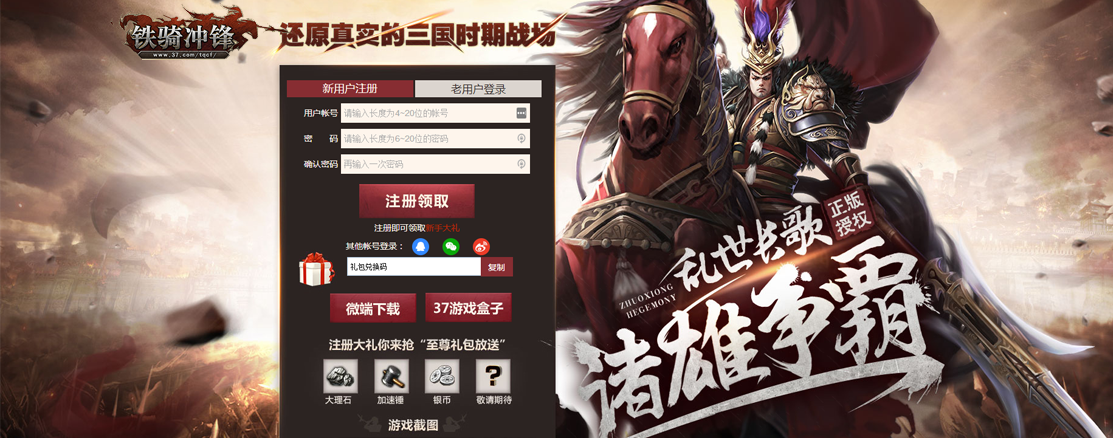 铁骑冲锋
www.37.com/tqcf/
还原真实的三国时期战场
新用户注册
老用户登录
用户帐号
请输入长度为4-20位的帐号
密 码
请输入长度为6-20位的密码
确认密码
再输入一次密码
注册领取
注册即可领取新手大礼
其他帐号登录：
礼包兑换码
复制
微端下载
37游戏盒子
注册大礼你来抢“至尊礼包放送”
大理石
加速锤
银币
?
敬请期待
游戏截图
乱世长歌
正版
授权
ZHUOXIONG
HEGEMONY
诸雄争霸